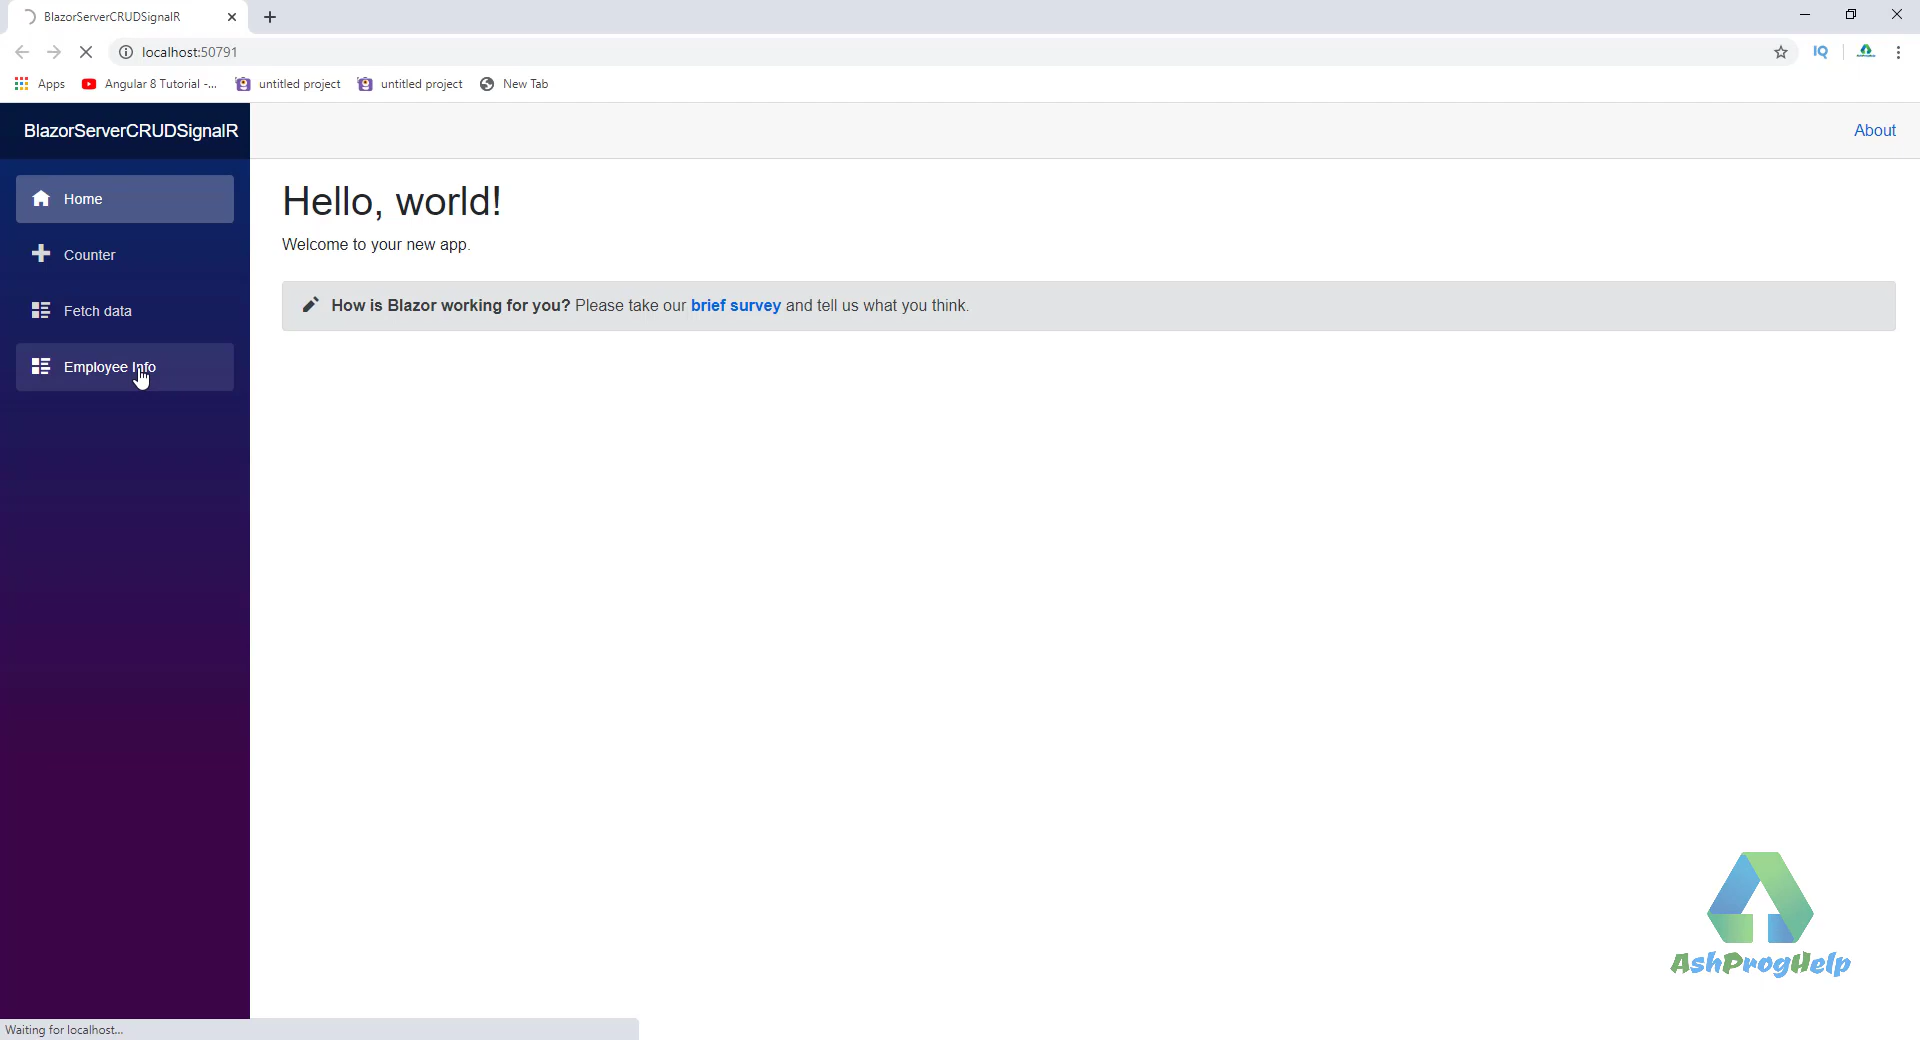 BlazorServerCRUDSignalR
localhost:50791
IQ
Apps
Angular 8 Tutorial -...
untitled project
untitled project
New Tab
BlazorServerCRUDSignalR
About
Home
Counter
Fetch data
Employee Info
Hello, world!
Welcome to your new app.
How is Blazor working for you? Please take our brief survey and tell us what you think.
AshProgHelp
Waiting for localhost...